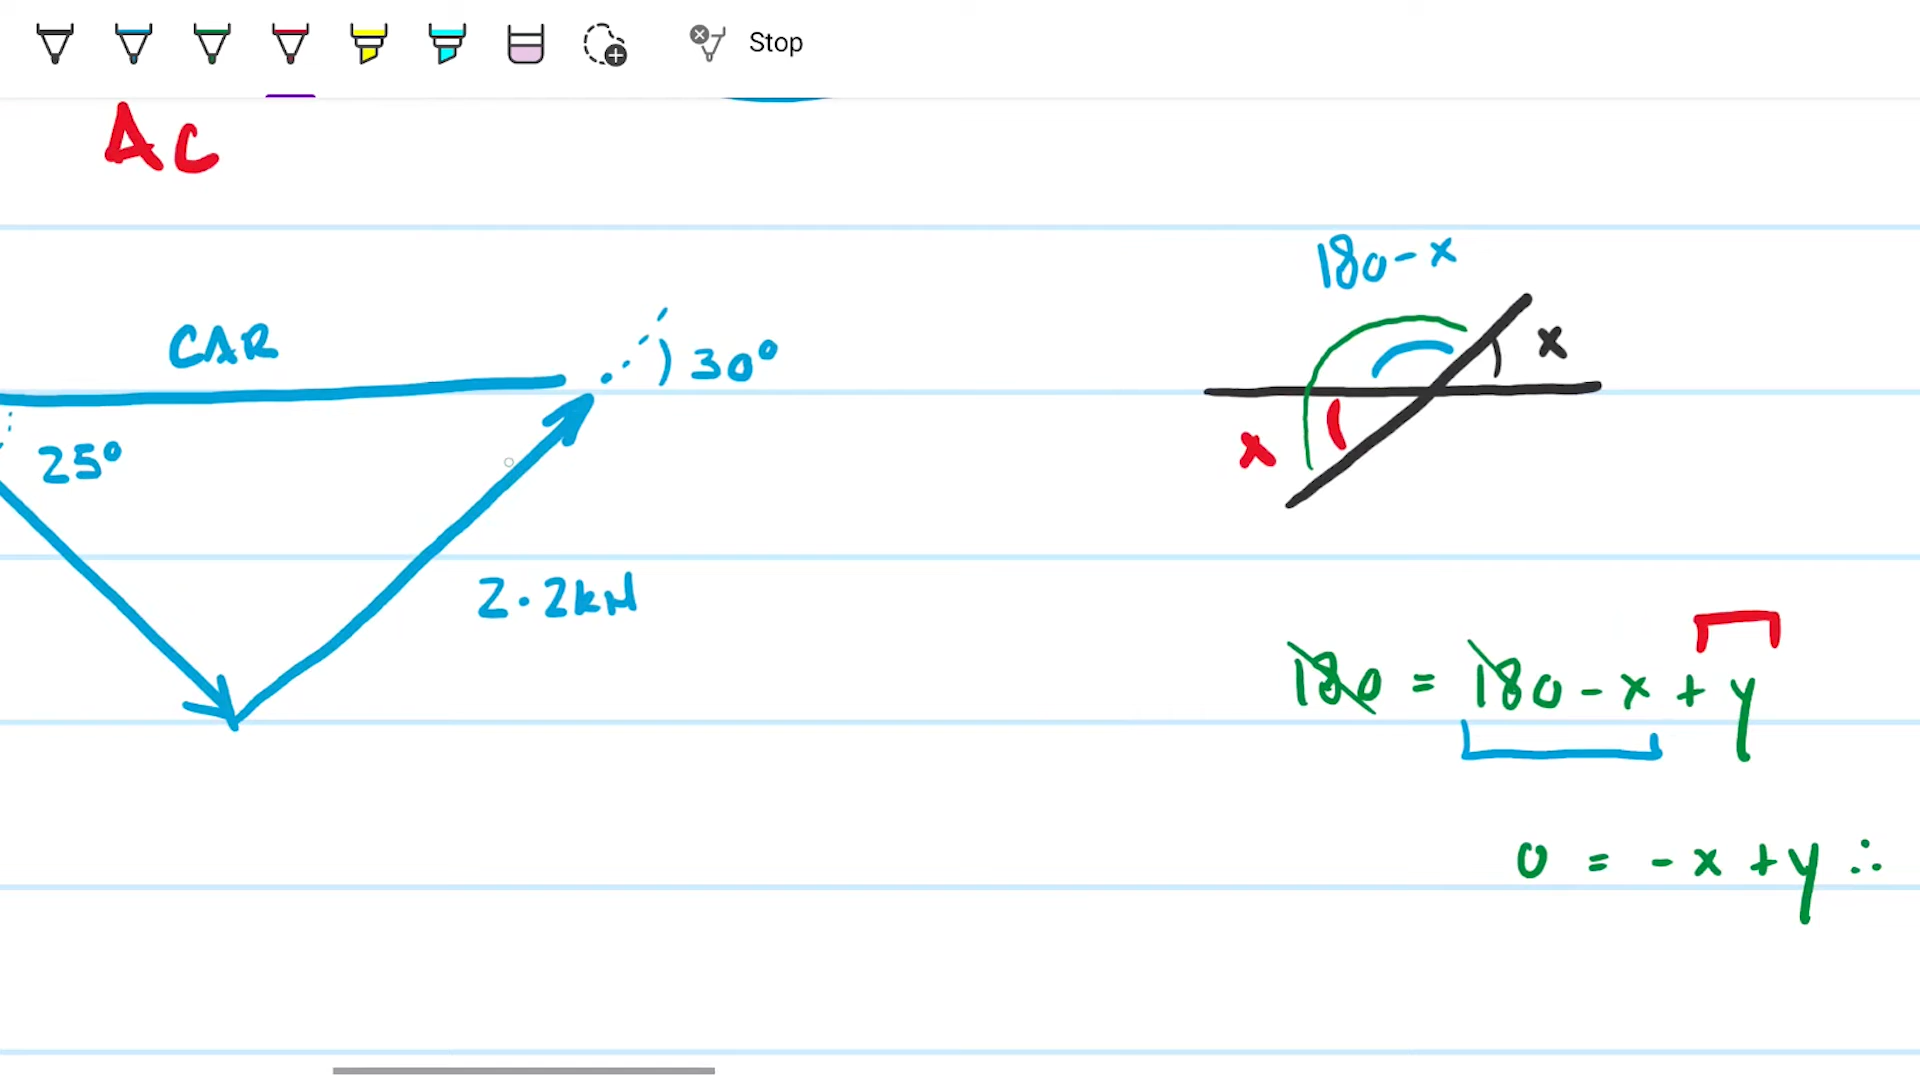 Stop
AC
180-x
CAR
30°
x
25°
x
2.2kN
180 = 180-x+y
0 = -x+y ∴